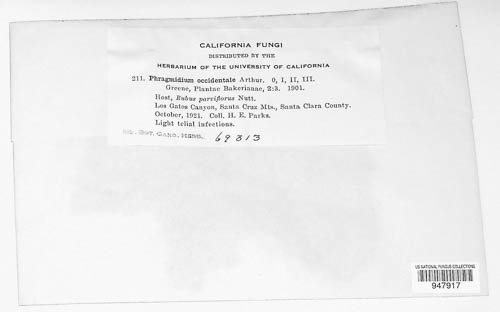 CALIFORNIA FUNGI
DISTRIBUTED BY THE
HERBARIUM OF THE UNIVERSITY OF CALIFORNIA
211. Phragmidium occidentale Arthur. 0, I, II, III.
Greene, Plantae Bakerianae, 2:3. 1901.
Host, Rubus parviflorus Nutt.
Los Gatos Canyon, Santa Cruz Mts., Santa Clara County.
October, 1921. Coll. H. E. Parks.
Light telial infections.
69313
US NATIONAL FUNGUS COLLECTIONS
947917